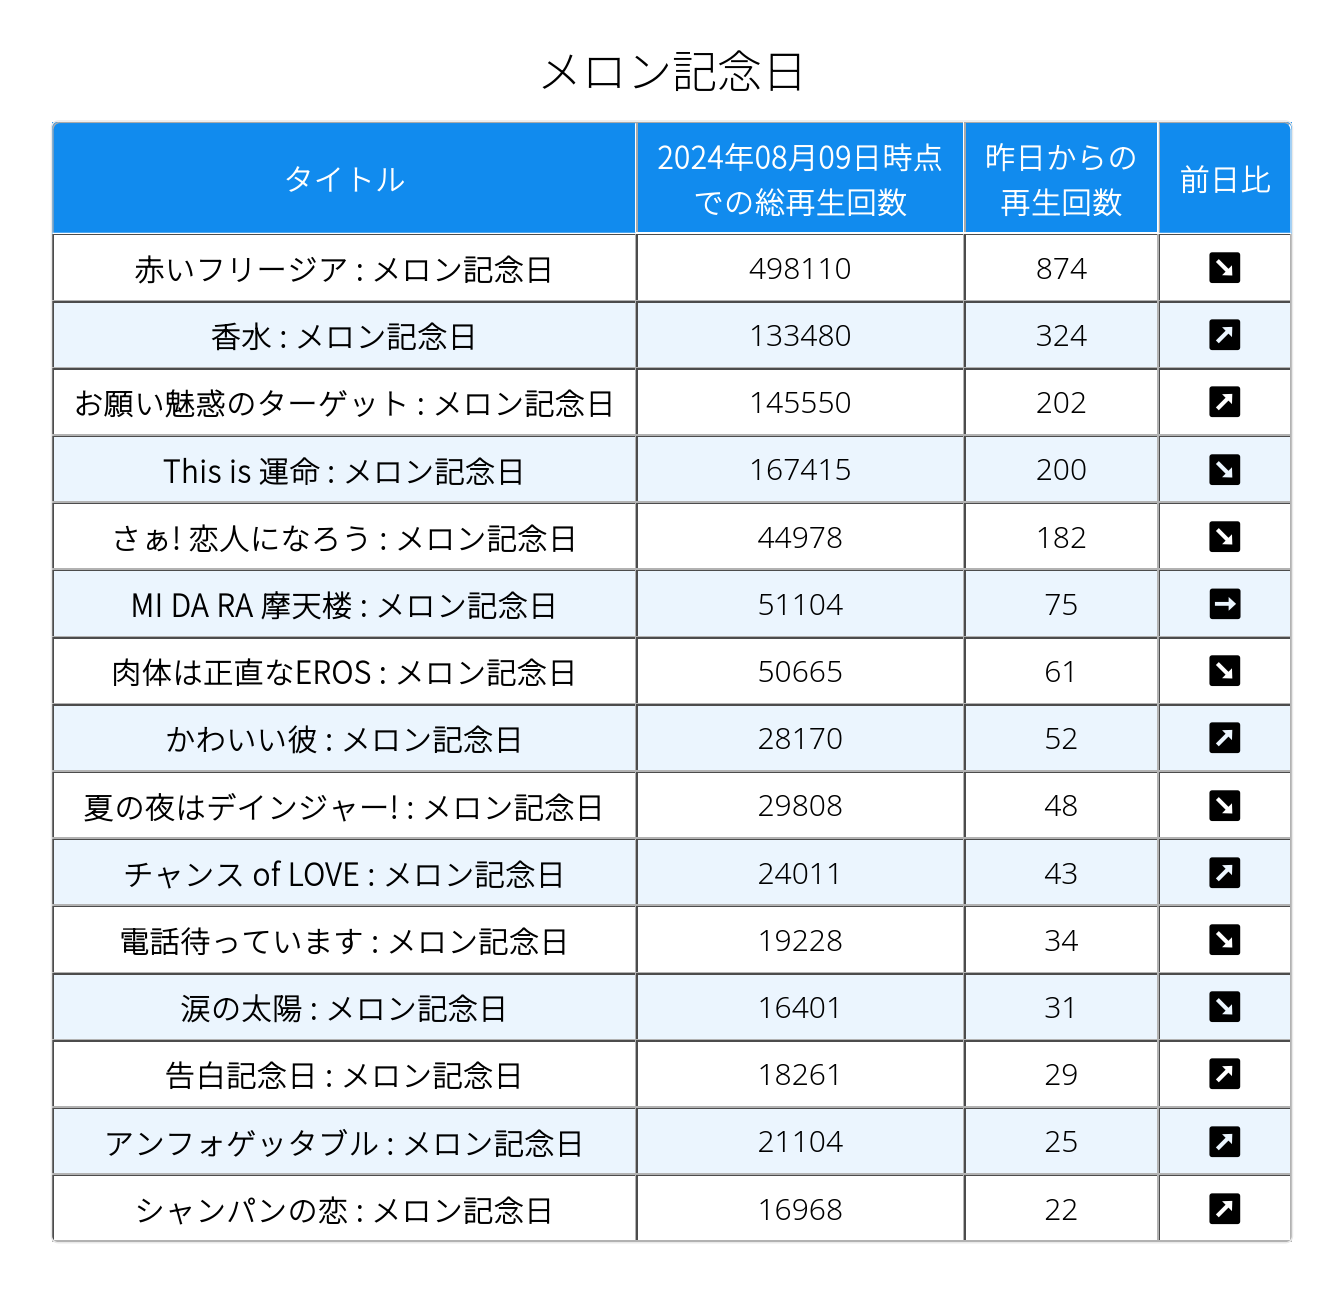 メロン記念日
タイトル 2024年08月09日時点での総再生回数 昨日からの再生回数 前日比
赤いフリージア : メロン記念日 498110 874 ↘
香水 : メロン記念日 133480 324 ↗
お願い魅惑のターゲット : メロン記念日 145550 202 ↗
This is 運命 : メロン記念日 167415 200 ↘
さぁ! 恋人になろう : メロン記念日 44978 182 ↘
MI DA RA 摩天楼 : メロン記念日 51104 75 →
肉体は正直なEROS : メロン記念日 50665 61 ↘
かわいい彼 : メロン記念日 28170 52 ↗
夏の夜はデインジャー! : メロン記念日 29808 48 ↘
チャンス of LOVE : メロン記念日 24011 43 ↗
電話待っています : メロン記念日 19228 34 ↘
涙の太陽 : メロン記念日 16401 31 ↘
告白記念日 : メロン記念日 18261 29 ↗
アンフォゲッタブル : メロン記念日 21104 25 ↗
シャンパンの恋 : メロン記念日 16968 22 ↗